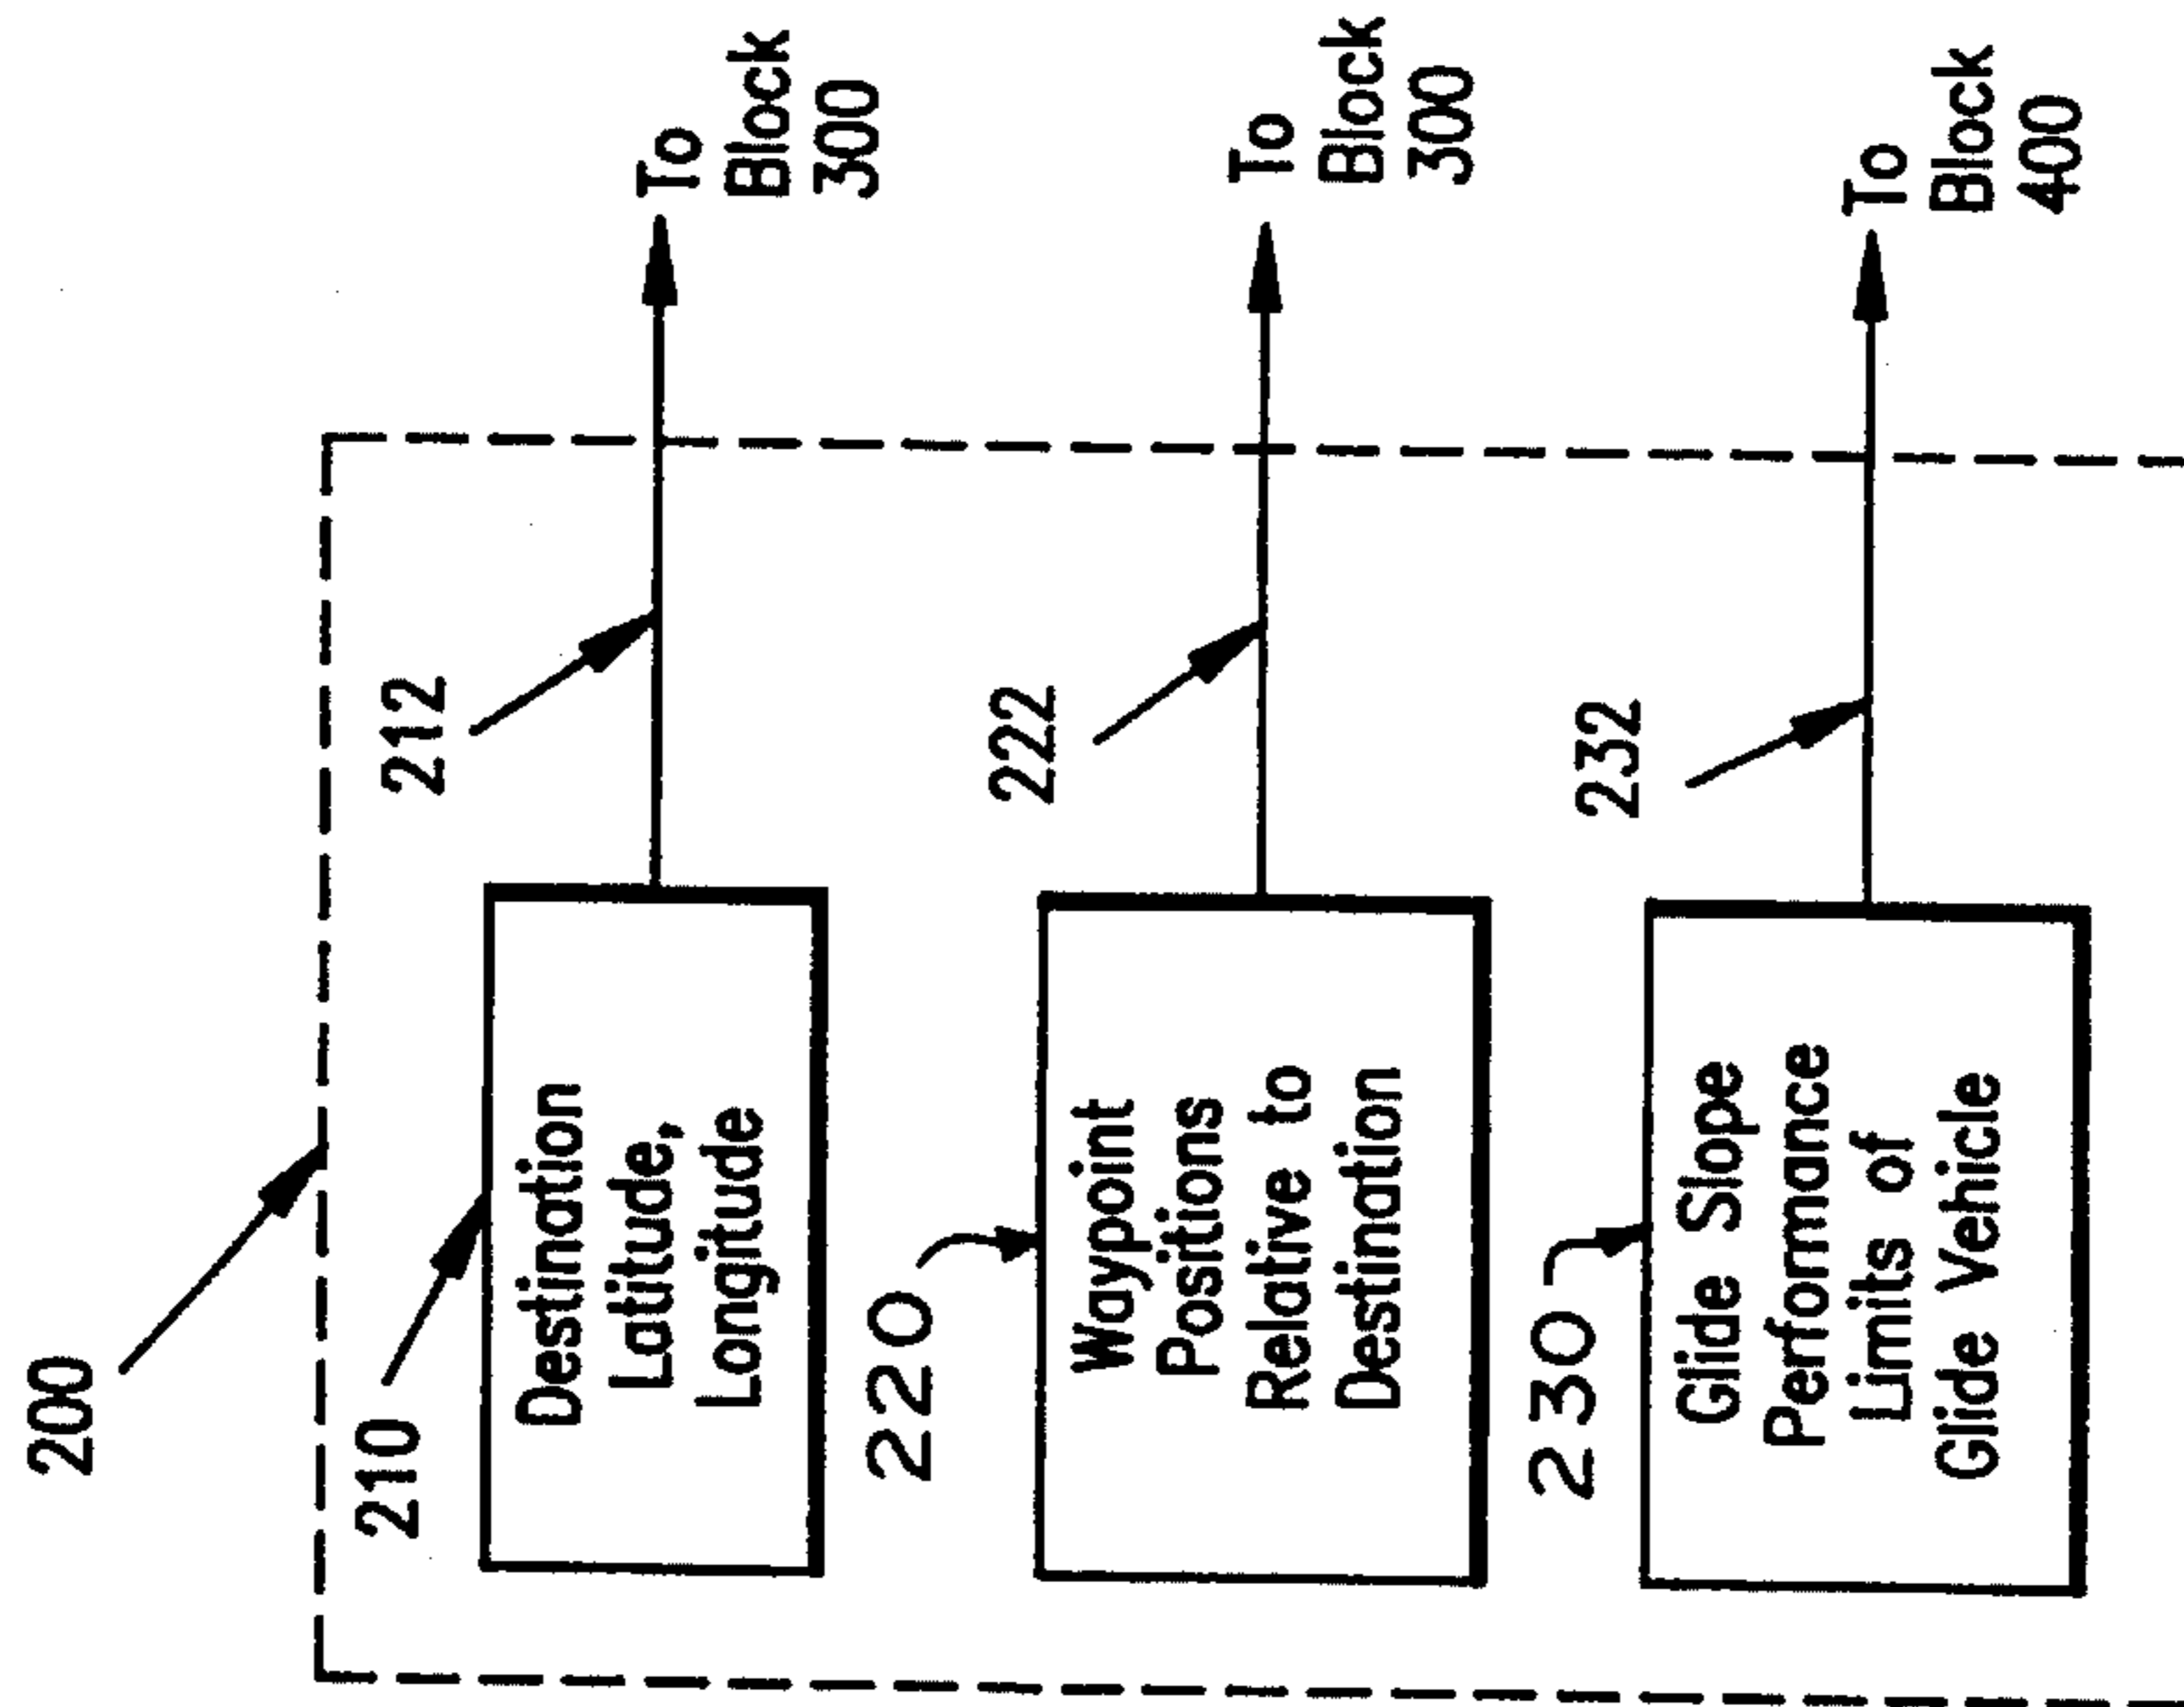 200
210
Destination
Latitude,
Longitude
212
To
Block
300
220
Waypoint
Positions
Relative to
Destination
222
To
Block
300
230
Glide Slope
Performance
Limits of
Glide Vehicle
232
To
Block
400